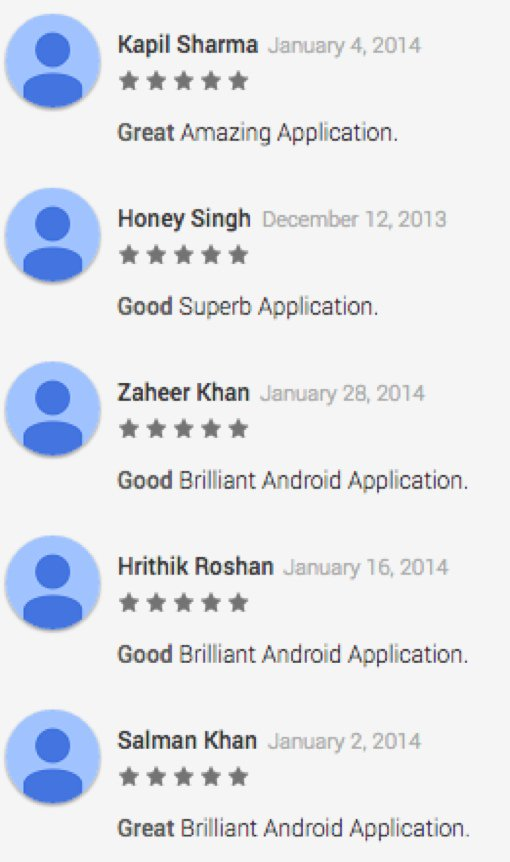 Kapil Sharma January 4, 2014
Great Amazing Application.
Honey Singh December 12, 2013
Good Superb Application.
Zaheer Khan January 28, 2014
Good Brilliant Android Application.
Hrithik Roshan January 16, 2014
Good Brilliant Android Application.
Salman Khan January 2, 2014
Great Brilliant Android Application.